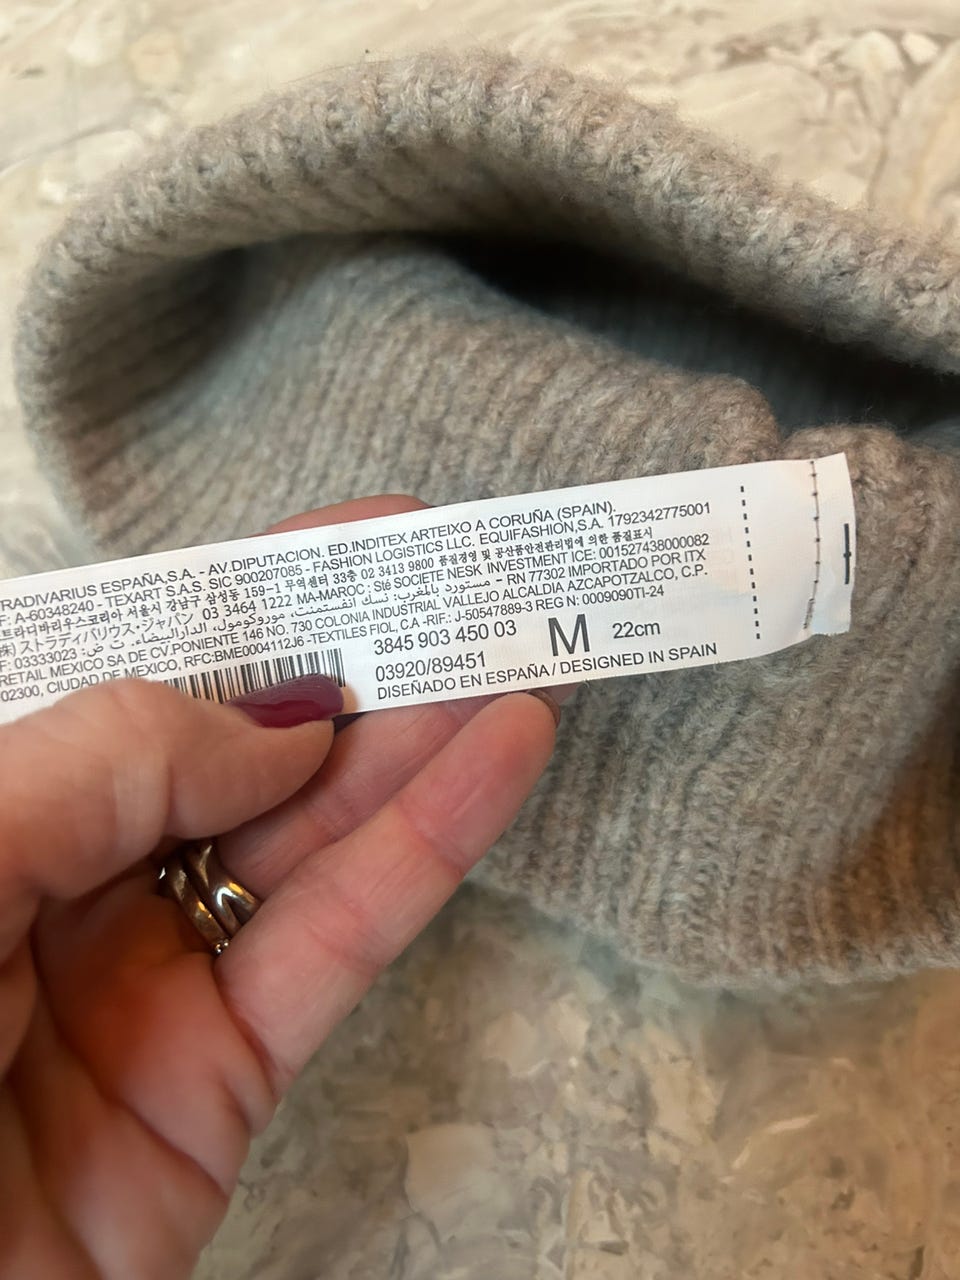 TRADIVARIUS ESPAÑA,S.A. - AV.DIPUTACION. ED.INDITEX ARTEIXO A CORUÑA (SPAIN).
F: A-60348240 - TEXART S.A.S. SIC 900207085 - FASHION LOGISTICS LLC. EQUIFASHION,S.A. 1792342775001
트라디바리우스코리아 서울시 강남구 삼성동 159-1 무역센터 33층 02 3413 9800 품질경영 및 공산품안전관리법에 의한 품질표시
株) ストラディバリウス・ジャパン 03 3464 1222 MA-MAROC: Sté SOCIETE NESK INVESTMENT ICE: 001527438000082
F: 03333023 مستورد بالمغرب: نسك انفستمنت، موروكومول، الدارالبيضاء. ت ض: – RN 77302 IMPORTADO POR ITX
RETAIL MEXICO SA DE CV.PONIENTE 146 NO. 730 COLONIA INDUSTRIAL VALLEJO ALCALDIA AZCAPOTZALCO, C.P.
02300, CIUDAD DE MEXICO, RFC:BME0004112J6 -TEXTILES FIOL, C.A -RIF.: J-50547889-3 REG N: 0009090TI-24
3845 903 450 03
03920/89451
M 22cm
DISEÑADO EN ESPAÑA / DESIGNED IN SPAIN